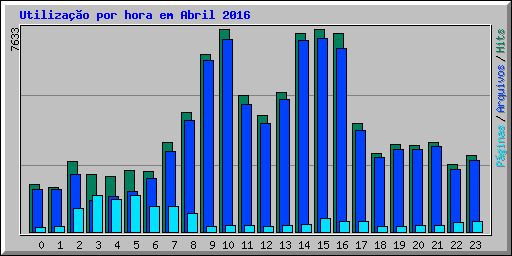 Utilização por hora em Abril 2016
7633
Páginas / Arquivos / Hits
0 1 2 3 4 5 6 7 8 9 10 11 12 13 14 15 16 17 18 19 20 21 22 23